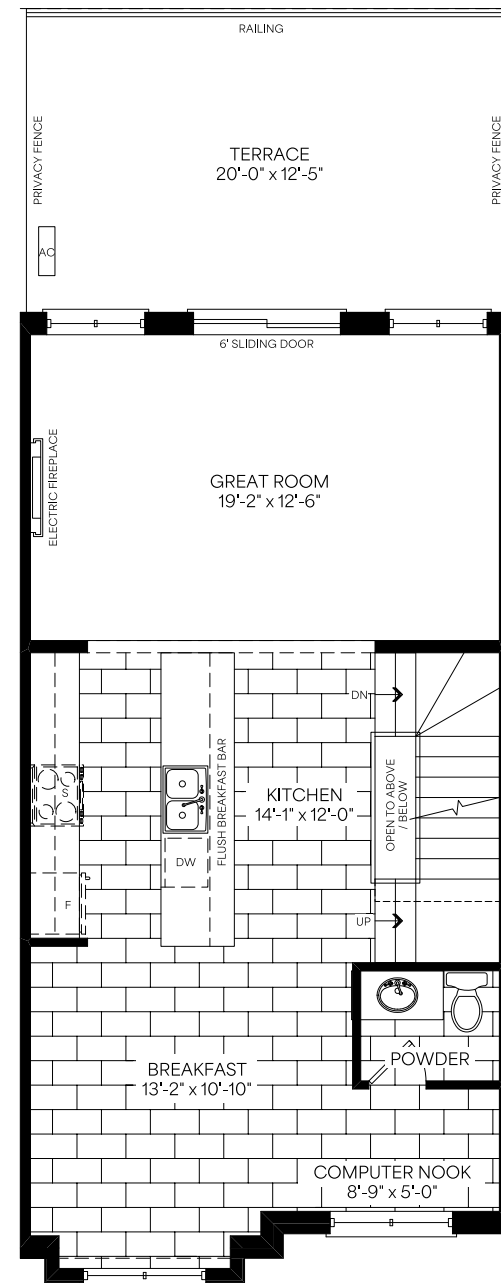 RAILING
PRIVACY FENCE
PRIVACY FENCE
TERRACE
20'-0" x 12'-5"
AC
6' SLIDING DOOR
ELECTRIC FIREPLACE
GREAT ROOM
19'-2" x 12'-6"
DN
S
FLUSH BREAKFAST BAR
KITCHEN
14'-1" x 12'-0"
OPEN TO ABOVE
/ BELOW
DW
F
UP
POWDER
BREAKFAST
13'-2" x 10'-10"
COMPUTER NOOK
8'-9" x 5'-0"